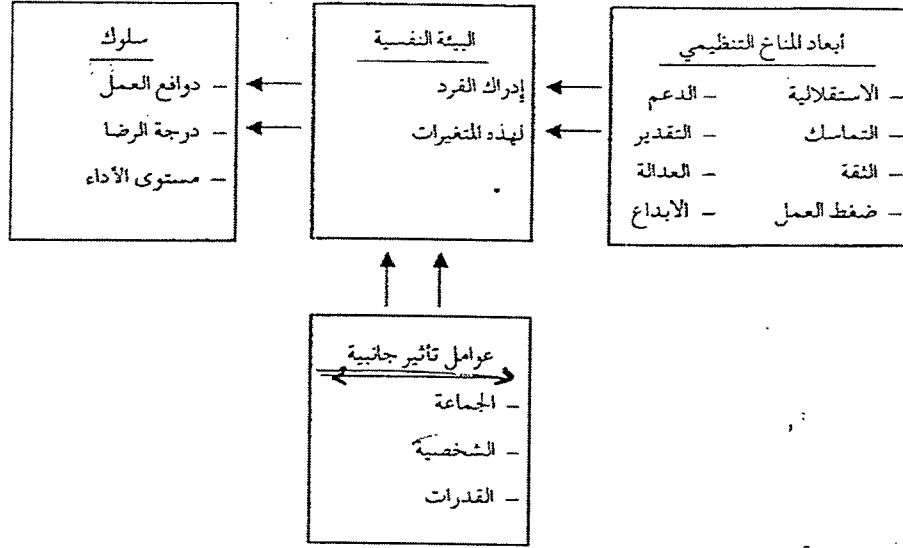 أبعاد المناخ التنظيمي
– الاستقلالية – الدعم
– التماسك – التقدير
– الثقة – العدالة
– ضغط العمل – الابداع
البيئة النفسية
إدراك الفرد
لهذه المتغيرات
سلوك
– دوافع العمل
– درجة الرضا
– مستوى الأداء
عوامل تأثير جانبية
– الجماعة
– الشخصية
– القدرات